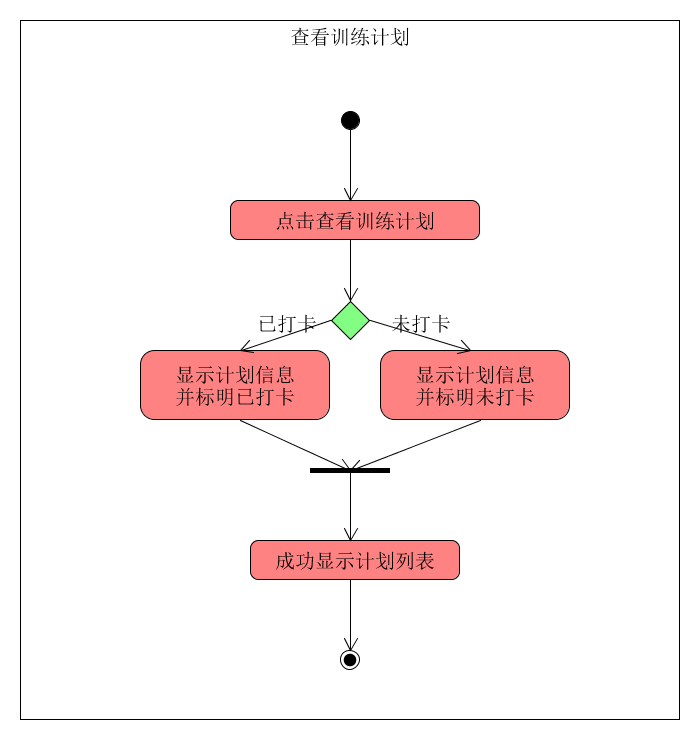 查看训练计划
点击查看训练计划
已打卡
未打卡
显示计划信息
并标明已打卡
显示计划信息
并标明未打卡
成功显示计划列表